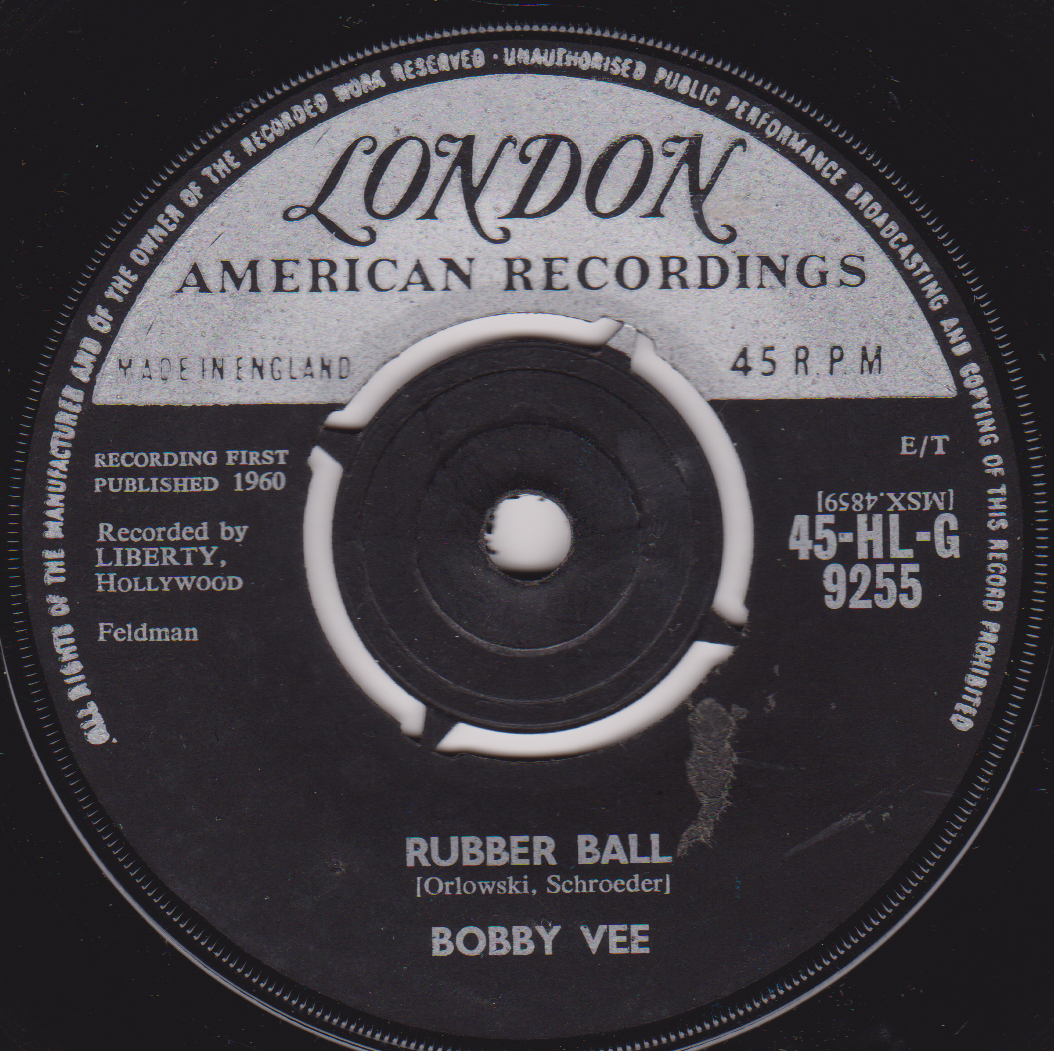 ALL RIGHTS OF THE MANUFACTURER AND OF THE OWNER OF THE RECORDED WORK RESERVED · UNAUTHORISED PUBLIC PERFORMANCE BROADCASTING AND COPYING OF THIS RECORD PROHIBITED
LONDON
AMERICAN RECORDINGS
MADE IN ENGLAND
45 R.P.M
RECORDING FIRST
PUBLISHED 1960
Recorded by
LIBERTY,
HOLLYWOOD
Feldman
E/T
[MSX.4859]
45-HL-G
9255
RUBBER BALL
[Orlowski, Schroeder]
BOBBY VEE